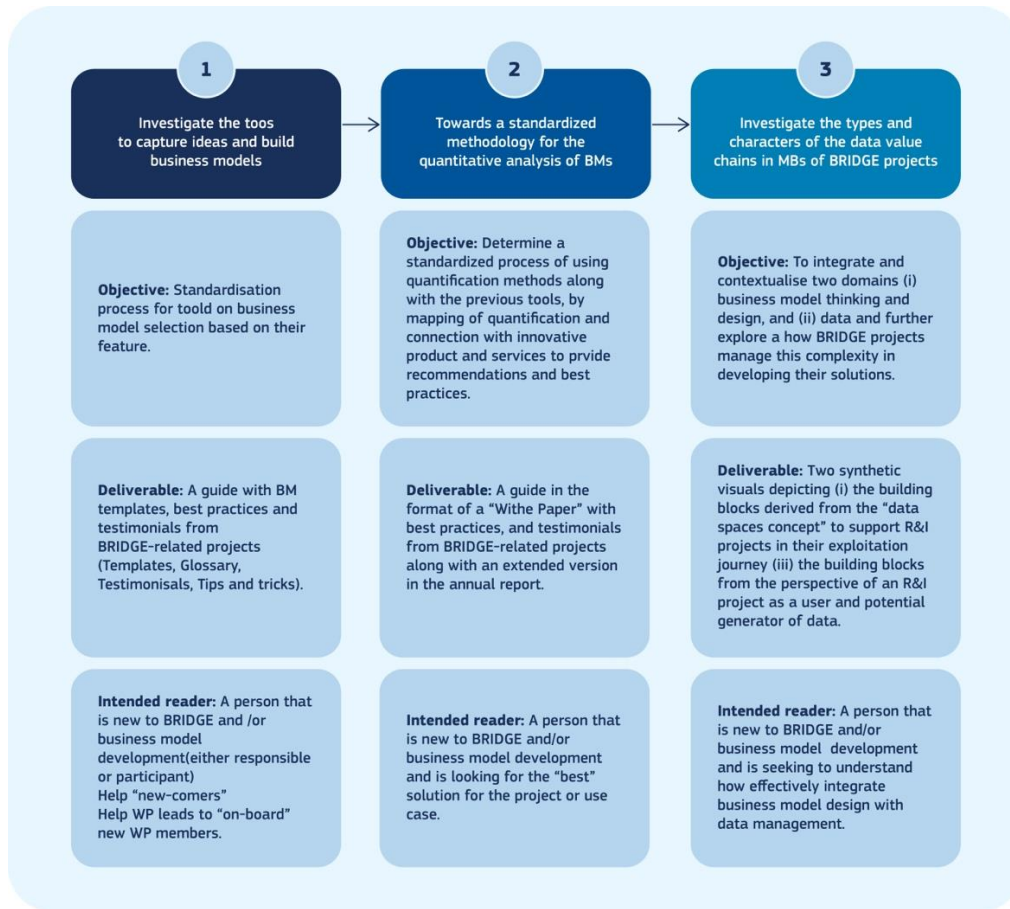 1
Investigate the toos
to capture ideas and build
business models
2
Towards a standardized
methodology for the
quantitative analysis of BMs
3
Investigate the types and
characters of the data value
chains in MBs of BRIDGE projects
Objective: Standardisation
process for toold on business
model selection based on their
feature.
Objective: Determine a
standardized process of using
quantification methods along
with the previous tools, by
mapping of quantification and
connection with innovative
product and services to prvide
recommendations and best
practices.
Objective: To integrate and
contextualise two domains (i)
business model thinking and
design, and (ii) data and further
explore a how BRIDGE projects
manage this complexity in
developing their solutions.
Deliverable: A guide with BM
templates, best practices and
testimonials from
BRIDGE-related projects
(Templates, Glossary,
Testimonisals, Tips and tricks).
Deliverable: A guide in the
format of a “Withe Paper” with
best practices, and testimonials
from BRIDGE-related projects
along with an extended version
in the annual report.
Deliverable: Two synthetic
visuals depicting (i) the building
blocks derived from the “data
spaces concept” to support R&I
projects in their exploitation
journey (iii) the building blocks
from the perspective of an R&I
project as a user and potential
generator of data.
Intended reader: A person that
is new to BRIDGE and /or
business model
development(either responsible
or participant)
Help “new-comers”
Help WP leads to “on-board”
new WP members.
Intended reader: A person that
is new to BRIDGE and/or
business model development
and is looking for the “best”
solution for the project or use
case.
Intended reader: A person that
is new to BRIDGE and/or
business model development
and is seeking to understand
how effectively integrate
business model design with
data management.